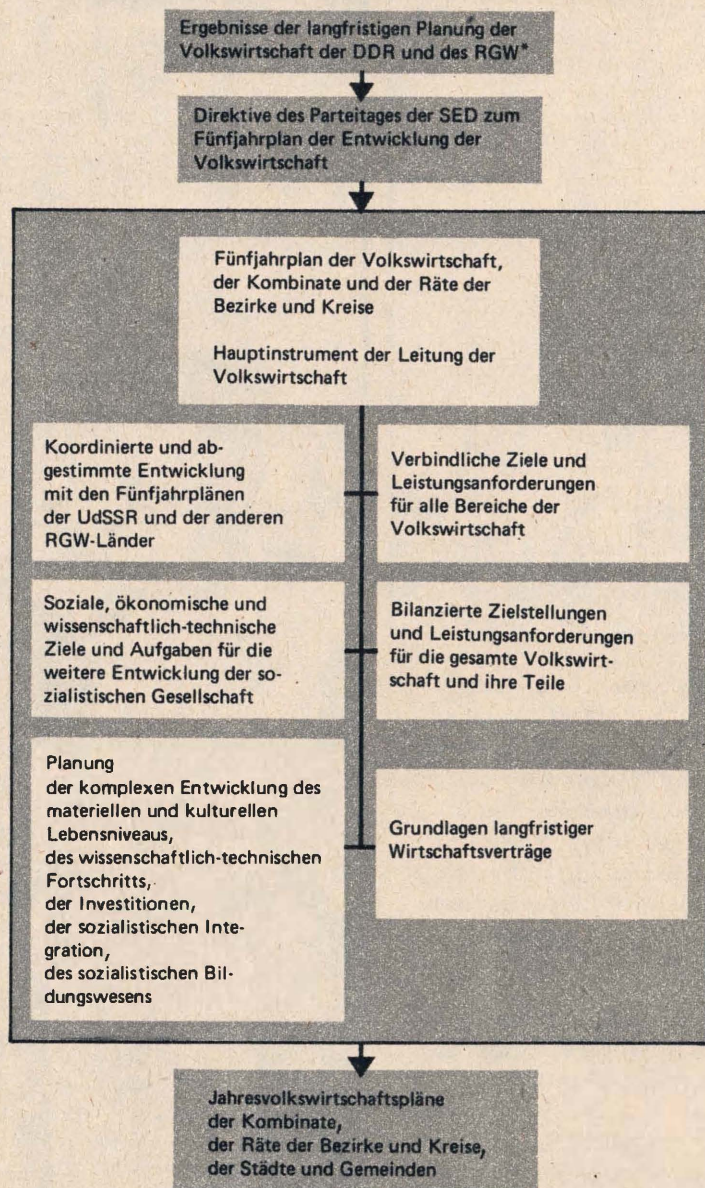 Ergebnisse der langfristigen Planung der
Volkswirtschaft der DDR und des RGW*
Direktive des Parteitages der SED zum
Fünfjahrplan der Entwicklung der
Volkswirtschaft
Fünfjahrplan der Volkswirtschaft,
der Kombinate und der Räte der
Bezirke und Kreise
Hauptinstrument der Leitung der
Volkswirtschaft
Koordinierte und ab-
gestimmte Entwicklung
mit den Fünfjahrplänen
der UdSSR und der anderen
RGW-Länder
Verbindliche Ziele und
Leistungsanforderungen
für alle Bereiche der
Volkswirtschaft
Soziale, ökonomische und
wissenschaftlich-technische
Ziele und Aufgaben für die
weitere Entwicklung der so-
zialistischen Gesellschaft
Bilanzierte Zielstellungen
und Leistungsanforderungen
für die gesamte Volkswirt-
schaft und ihre Teile
Planung
der komplexen Entwicklung des
materiellen und kulturellen
Lebensniveaus,
des wissenschaftlich-technischen
Fortschritts,
der Investitionen,
der sozialistischen Inte-
gration,
des sozialistischen Bil-
dungswesens
Grundlagen langfristiger
Wirtschaftsverträge
Jahresvolkswirtschaftspläne
der Kombinate,
der Räte der Bezirke und Kreise,
der Städte und Gemeinden